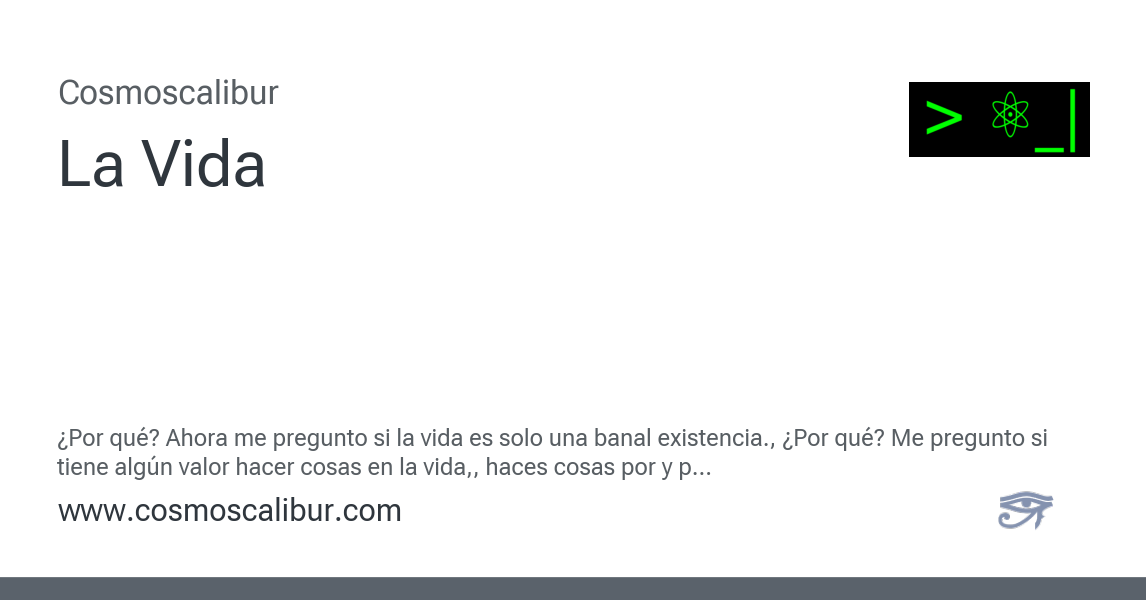 Cosmoscalibur
La Vida
> ⚛_|
¿Por qué? Ahora me pregunto si la vida es solo una banal existencia., ¿Por qué? Me pregunto si
tiene algún valor hacer cosas en la vida,, haces cosas por y p...
www.cosmoscalibur.com